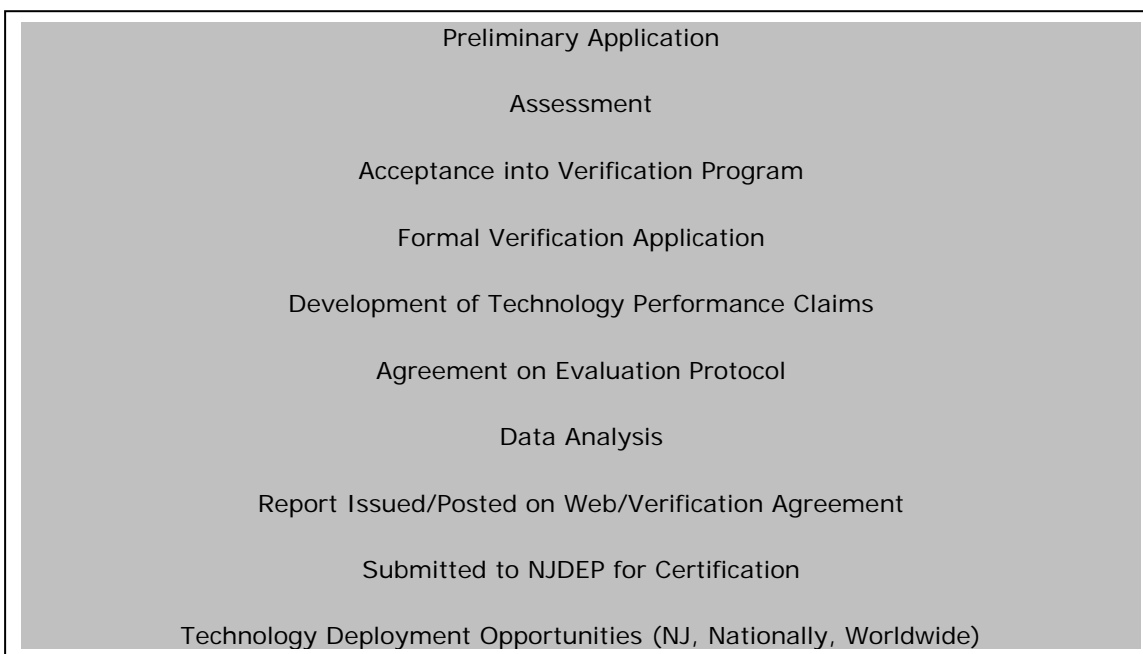 Preliminary Application
Assessment
Acceptance into Verification Program
Formal Verification Application
Development of Technology Performance Claims
Agreement on Evaluation Protocol
Data Analysis
Report Issued/Posted on Web/Verification Agreement
Submitted to NJDEP for Certification
Technology Deployment Opportunities (NJ, Nationally, Worldwide)